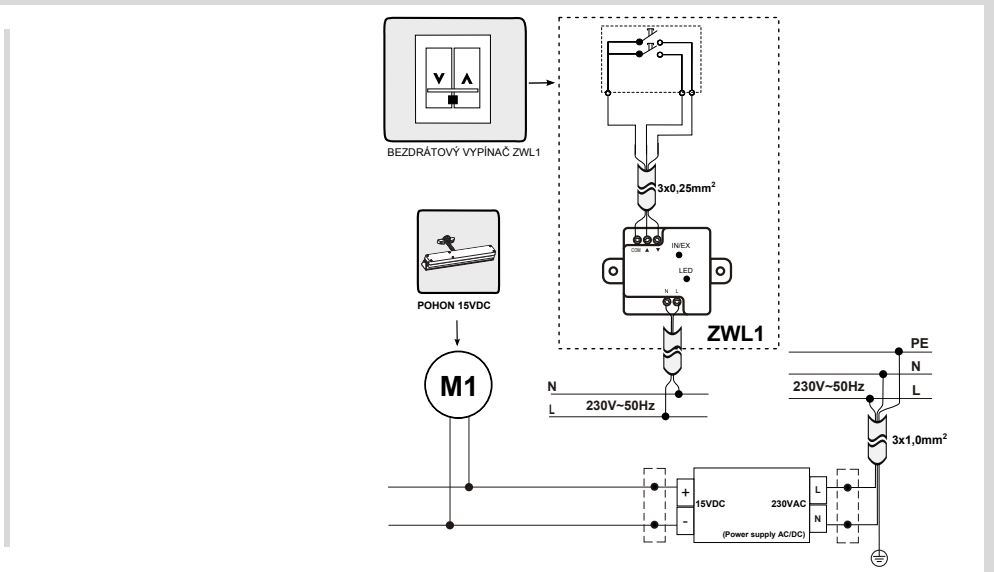 BEZDRÁTOVÝ VYPÍNAČ ZWL1
3x0,25mm²
COM ▲ ▼
IN/EX
LED
N L
ZWL1
POHON 15VDC
M1
N
L
230V~50Hz
PE
N
230V~50Hz
L
3x1,0mm²
+
-
15VDC
230VAC
L
N
(Power supply AC/DC)